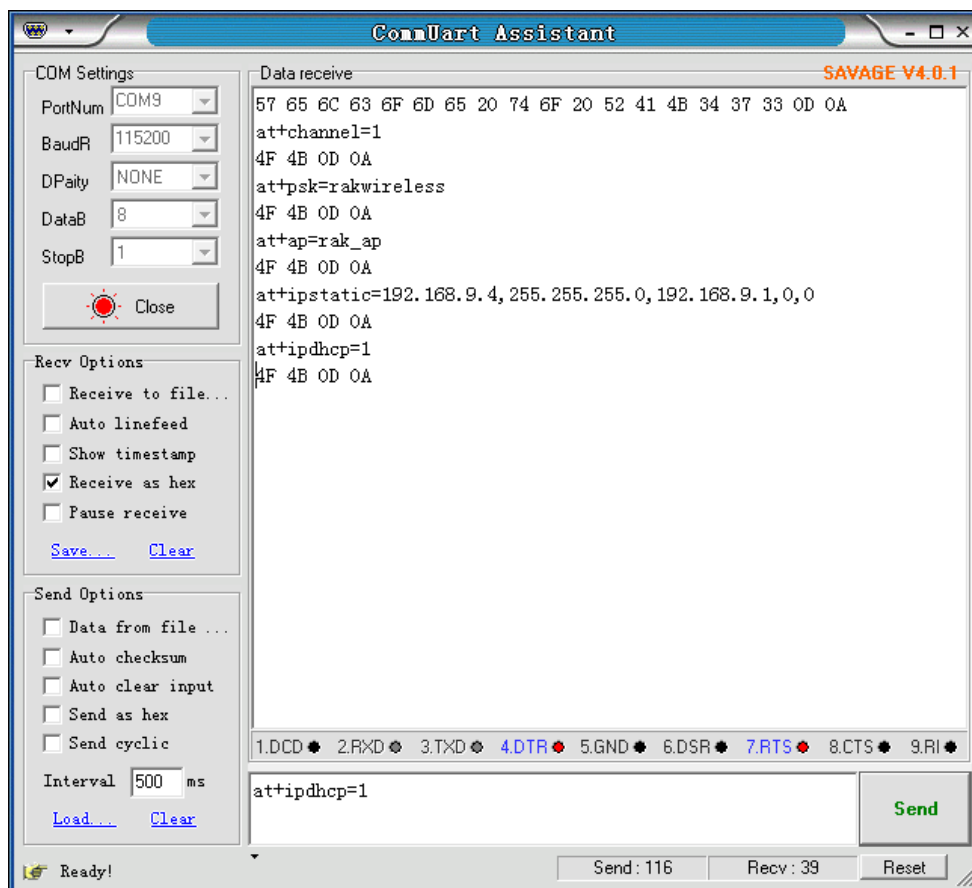 CommUart Assistant
COM Settings
PortNum COM9
BaudR 115200
DPaity NONE
DataB 8
StopB 1
Close
Recv Options
Receive to file...
Auto linefeed
Show timestamp
Receive as hex
Pause receive
Save... Clear
Send Options
Data from file ...
Auto checksum
Auto clear input
Send as hex
Send cyclic
Interval 500 ms
Load... Clear
Data receive SAVAGE V4.0.1
57 65 6C 63 6F 6D 65 20 74 6F 20 52 41 4B 34 37 33 0D 0A
at+channel=1
4F 4B 0D 0A
at+psk=rakwireless
4F 4B 0D 0A
at+ap=rak_ap
4F 4B 0D 0A
at+ipstatic=192.168.9.4,255.255.255.0,192.168.9.1,0,0
4F 4B 0D 0A
at+ipdhcp=1
4F 4B 0D 0A
1.DCD 2.RXD 3.TXD 4.DTR 5.GND 6.DSR 7.RTS 8.CTS 9.RI
at+ipdhcp=1
Send
Ready! Send : 116 Recv : 39 Reset